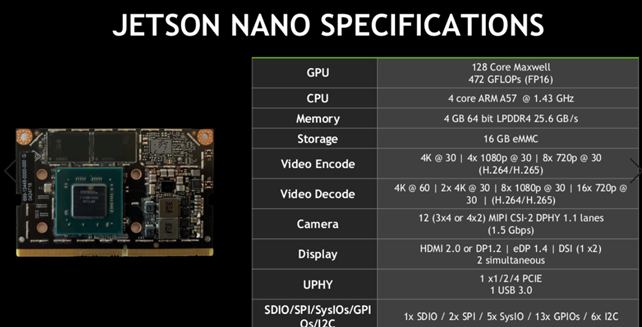 JETSON NANO SPECIFICATIONS
GPU
128 Core Maxwell
472 GFLOPs (FP16)
CPU
4 core ARM A57 @ 1.43 GHz
Memory
4 GB 64 bit LPDDR4 25.6 GB/s
Storage
16 GB eMMC
Video Encode
4K @ 30 | 4x 1080p @ 30 | 8x 720p @ 30
(H.264/H.265)
Video Decode
4K @ 60 | 2x 4K @ 30 | 8x 1080p @ 30 | 16x 720p @
30 | (H.264/H.265)
Camera
12 (3x4 or 4x2) MIPI CSI-2 DPHY 1.1 lanes
(1.5 Gbps)
Display
HDMI 2.0 or DP1.2 | eDP 1.4 | DSI (1 x2)
2 simultaneous
UPHY
1 x1/2/4 PCIE
1 USB 3.0
SDIO/SPI/SysIOs/GPI
Os/I2C
1x SDIO / 2x SPI / 5x SysIO / 13x GPIOs / 6x I2C